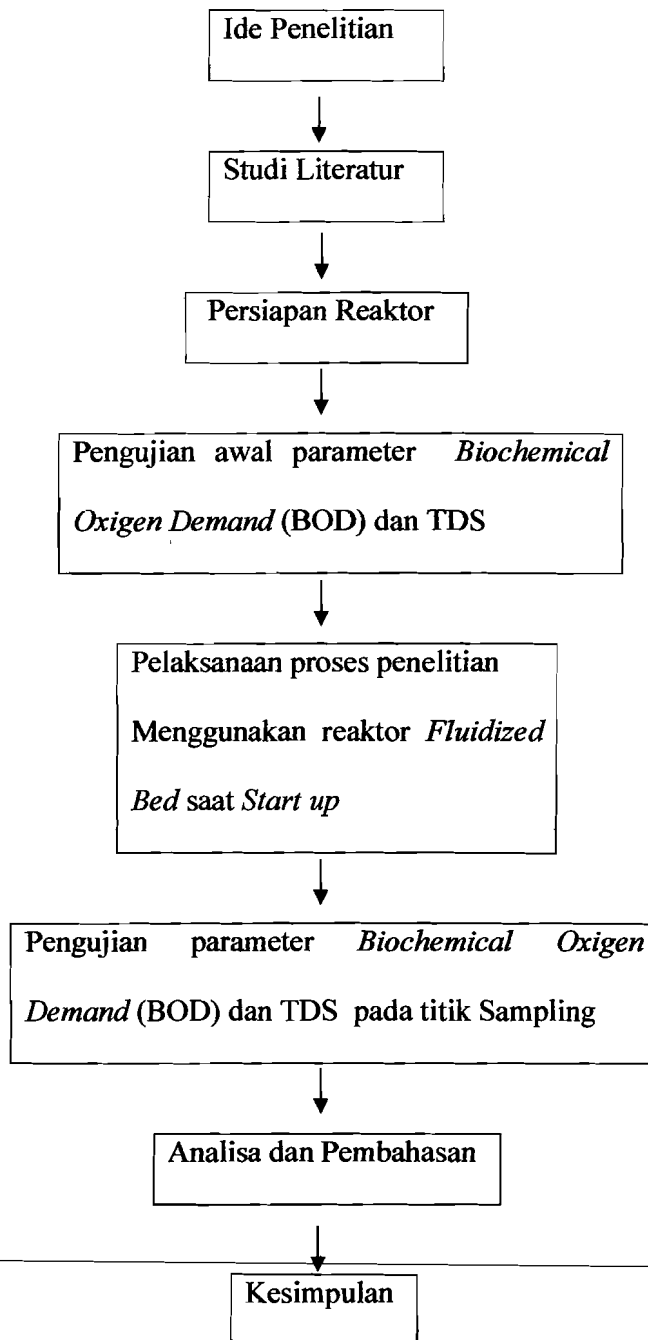 Ide Penelitian
Studi Literatur
Persiapan Reaktor
Pengujian awal parameter Biochemical
Oxigen Demand (BOD) dan TDS
Pelaksanaan proses penelitian
Menggunakan reaktor Fluidized
Bed saat Start up
Pengujian parameter Biochemical Oxigen
Demand (BOD) dan TDS pada titik Sampling
Analisa dan Pembahasan
Kesimpulan